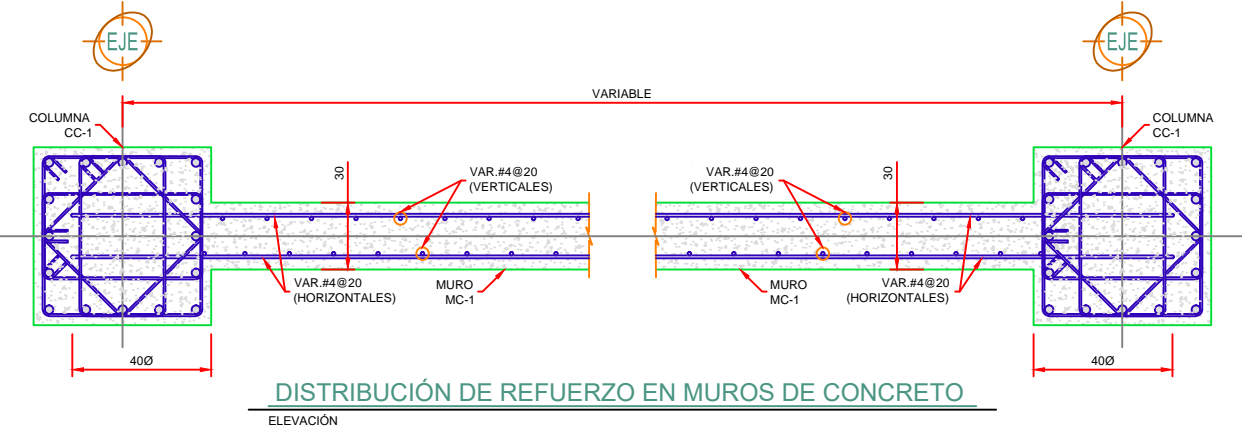 EJE
EJE
VARIABLE
COLUMNA
CC-1
COLUMNA
CC-1
30
VAR.#4@20
(VERTICALES)
VAR.#4@20
(VERTICALES)
30
VAR.#4@20
(HORIZONTALES)
MURO
MC-1
MURO
MC-1
VAR.#4@20
(HORIZONTALES)
40Ø
40Ø
DISTRIBUCIÓN DE REFUERZO EN MUROS DE CONCRETO
ELEVACIÓN